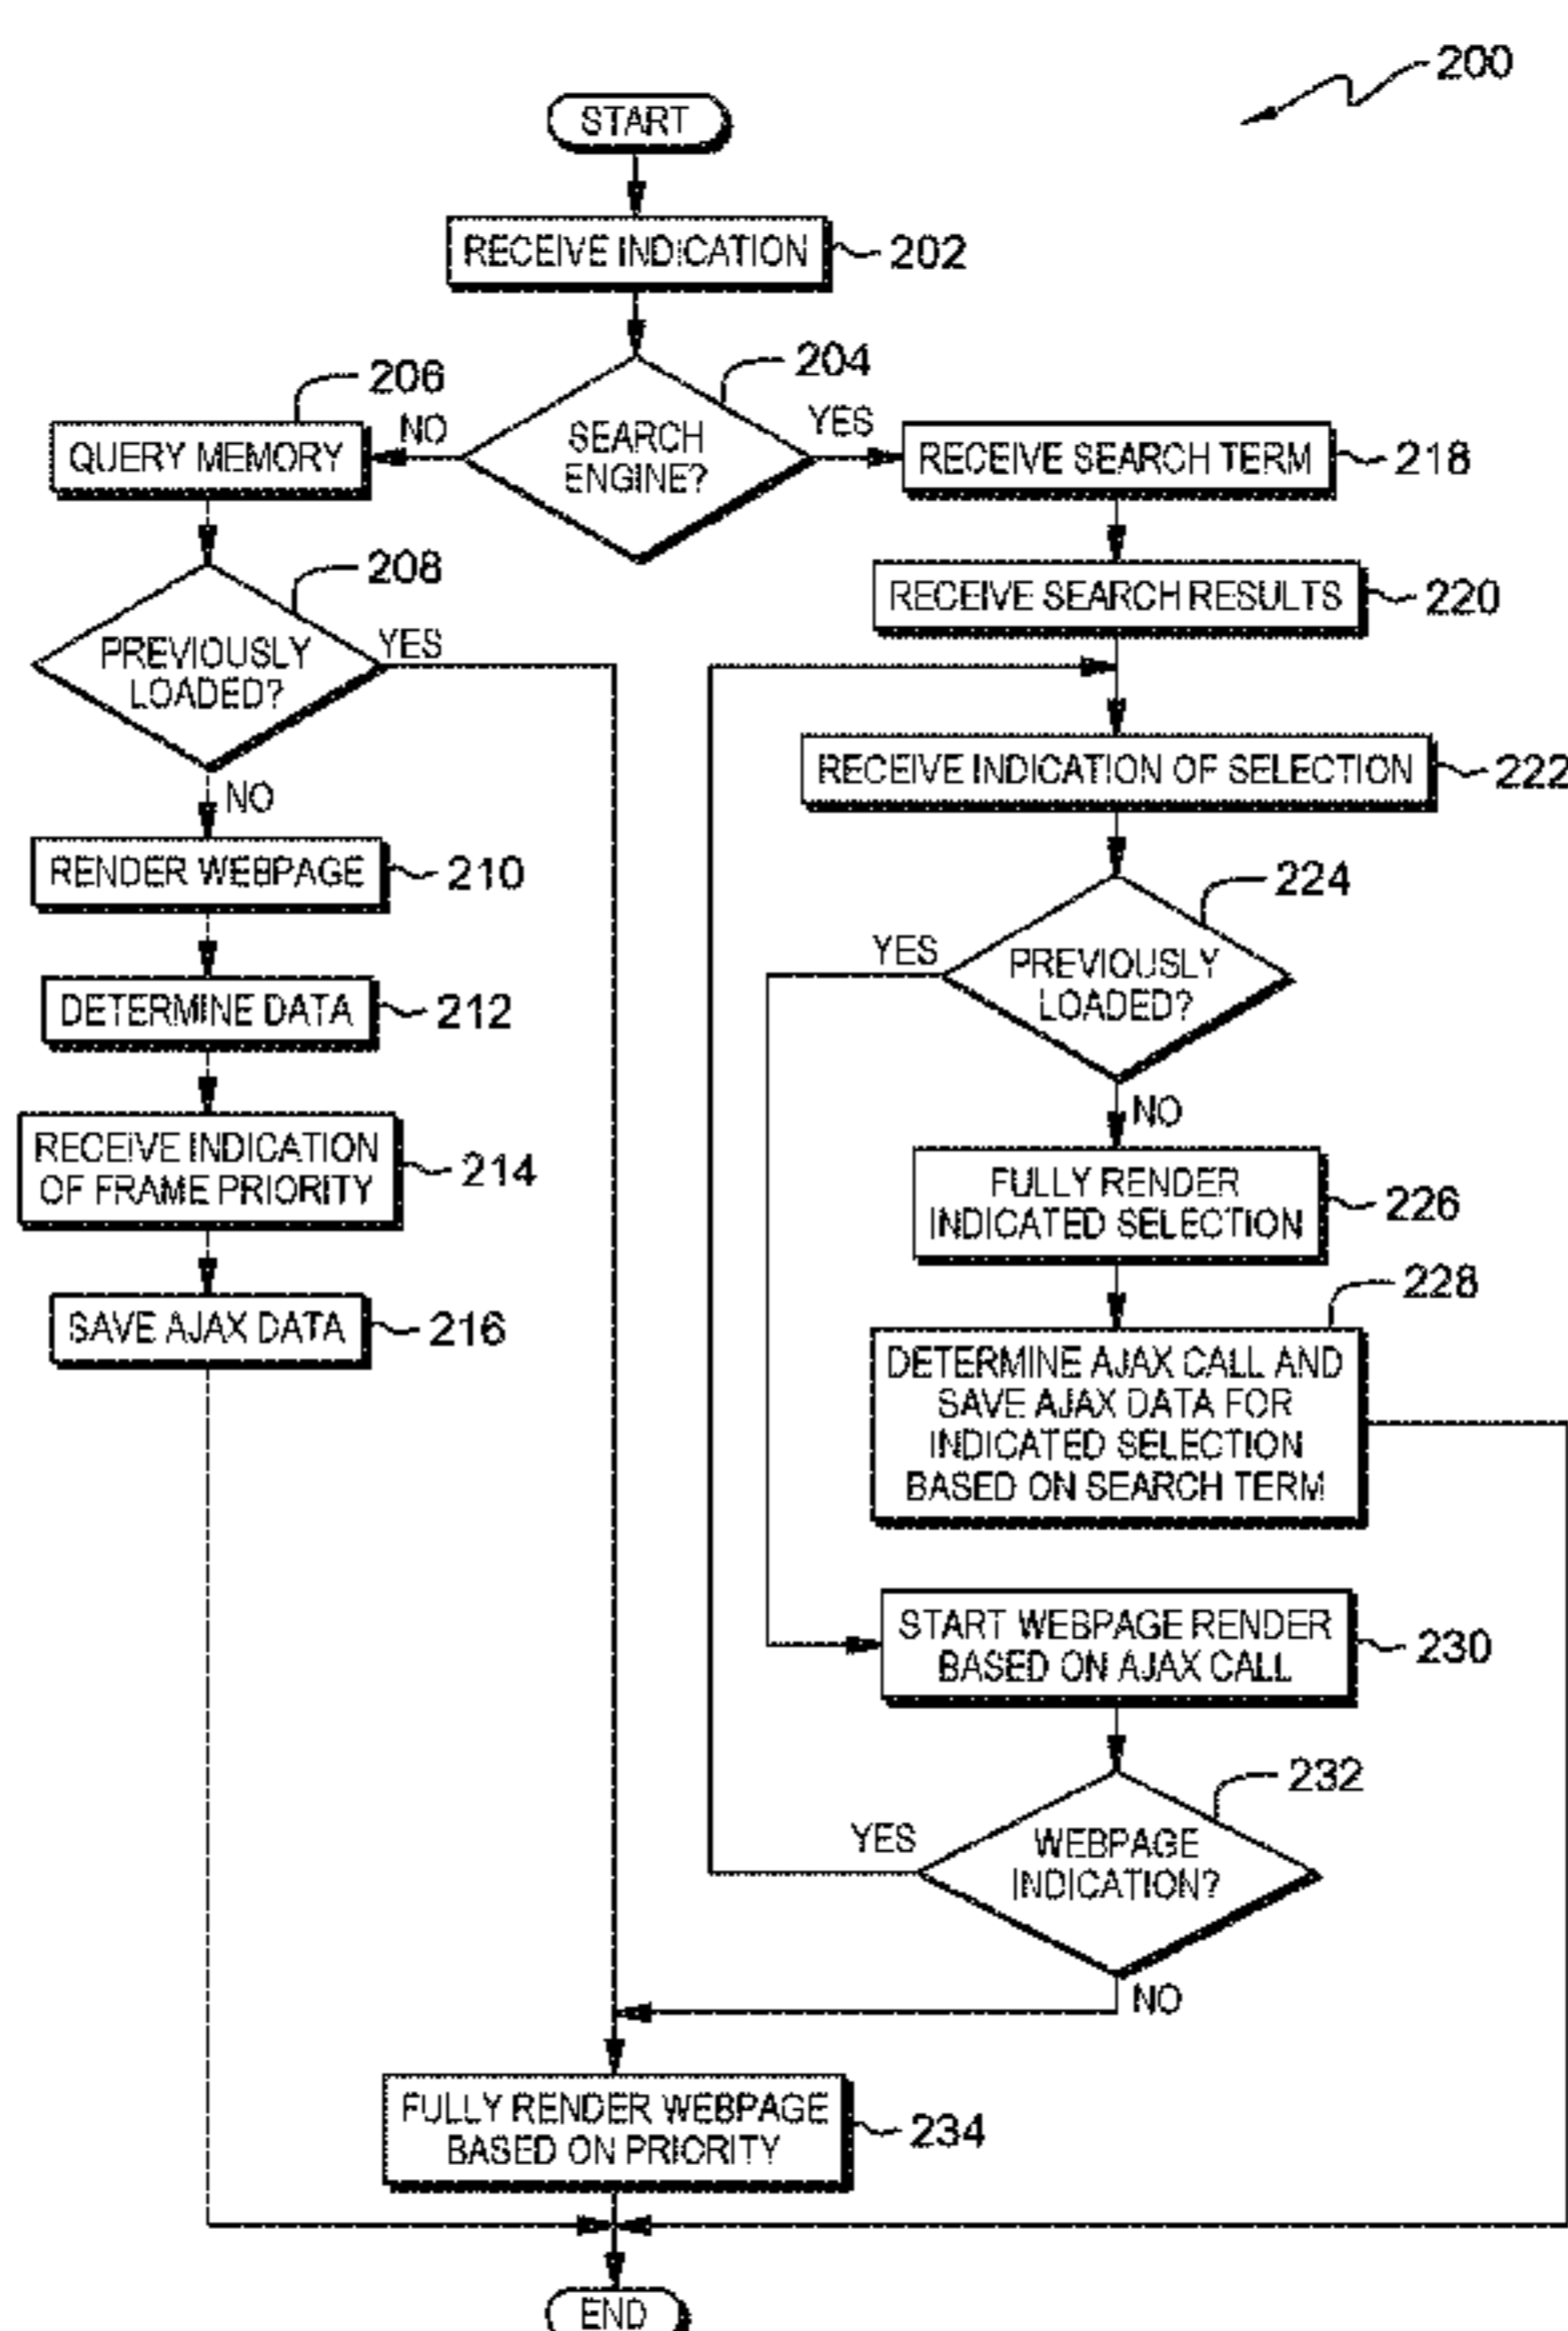 200
START
RECEIVE INDICATION
202
204
SEARCH
ENGINE?
NO
YES
206
QUERY MEMORY
208
PREVIOUSLY
LOADED?
YES
NO
RENDER WEBPAGE
210
DETERMINE DATA
212
RECEIVE INDICATION
OF FRAME PRIORITY
214
SAVE AJAX DATA
216
RECEIVE SEARCH TERM
218
RECEIVE SEARCH RESULTS
220
RECEIVE INDICATION OF SELECTION
222
224
PREVIOUSLY
LOADED?
YES
NO
FULLY RENDER
INDICATED SELECTION
226
228
DETERMINE AJAX CALL AND
SAVE AJAX DATA FOR
INDICATED SELECTION
BASED ON SEARCH TERM
START WEBPAGE RENDER
BASED ON AJAX CALL
230
232
WEBPAGE
INDICATION?
YES
NO
FULLY RENDER WEBPAGE
BASED ON PRIORITY
234
END